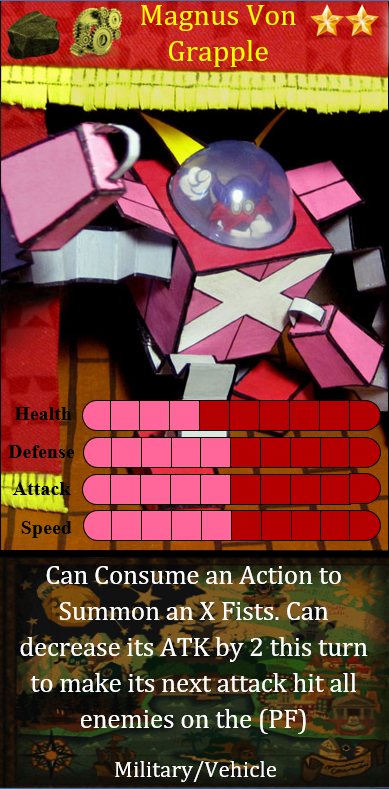 Magnus Von
Grapple
Health
Defense
Attack
Speed
Can Consume an Action to
Summon an X Fists. Can
decrease its ATK by 2 this turn
to make its next attack hit all
enemies on the (PF)
Military/Vehicle